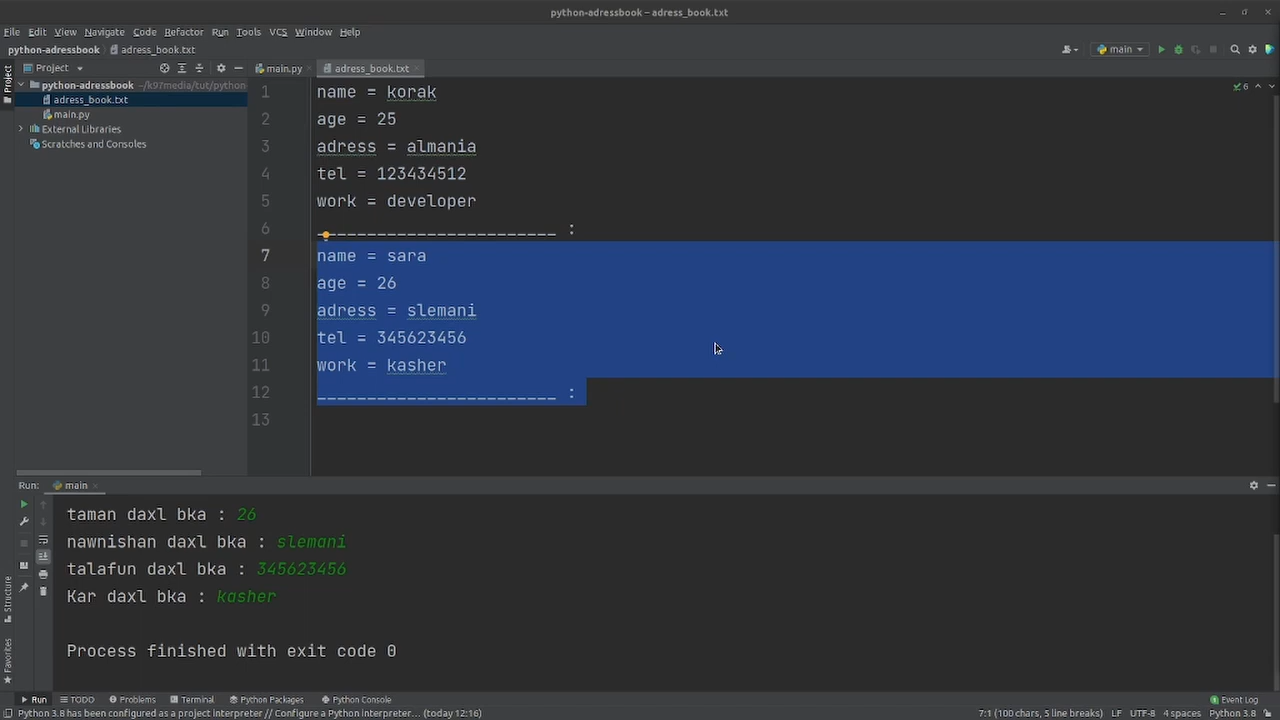 python-adressbook – adress_book.txt
File Edit View Navigate Code Refactor Run Tools VCS Window Help
python-adressbook adress_book.txt main
Project main.py adress_book.txt
Project
python-adressbook ~/k97media/tut/python
adress_book.txt
main.py
External Libraries
Scratches and Consoles
6
1 name = korak
2 age = 25
3 adress = almania
4 tel = 123434512
5 work = developer
6 ________________________ :
7 name = sara
8 age = 26
9 adress = slemani
10 tel = 345623456
11 work = kasher
12 ________________________ :
13
Run: main
taman daxl bka : 26
nawnishan daxl bka : slemani
talafun daxl bka : 345623456
Kar daxl bka : kasher
Process finished with exit code 0
Structure
Favorites
Run TODO Problems Terminal Python Packages Python Console Event Log
Python 3.8 has been configured as a project interpreter // Configure a Python interpreter... (today 12:16) 7:1 (100 chars, 5 line breaks) LF UTF-8 4 spaces Python 3.8